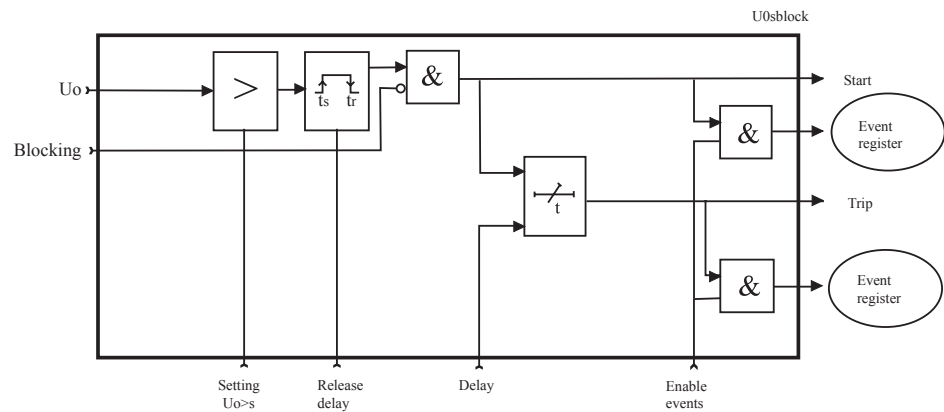 U0sblock
Uo
>
ts tr
&
Start
Blocking
&
Event
register
t
Trip
&
Event
register
Setting
Uo>s
Release
delay
Delay
Enable
events